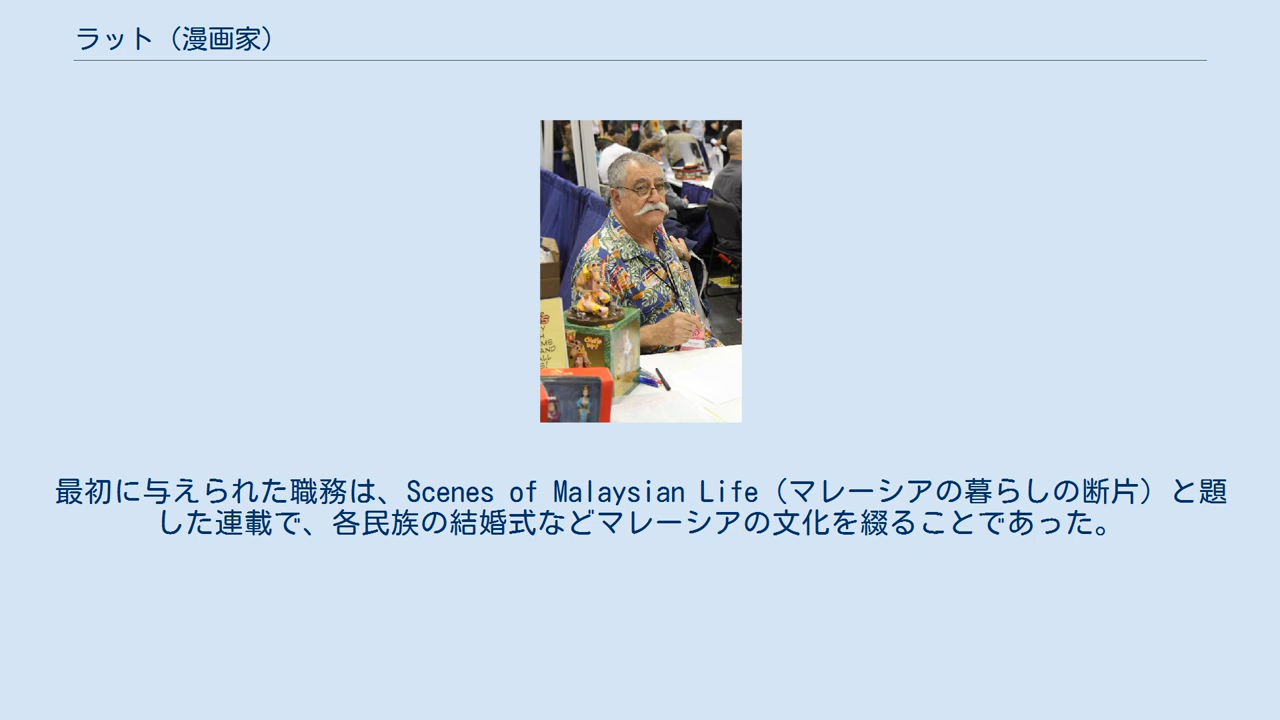 ラット（漫画家）
最初に与えられた職務は、Scenes of Malaysian Life（マレーシアの暮らしの断片）と題
した連載で、各民族の結婚式などマレーシアの文化を綴ることであった。